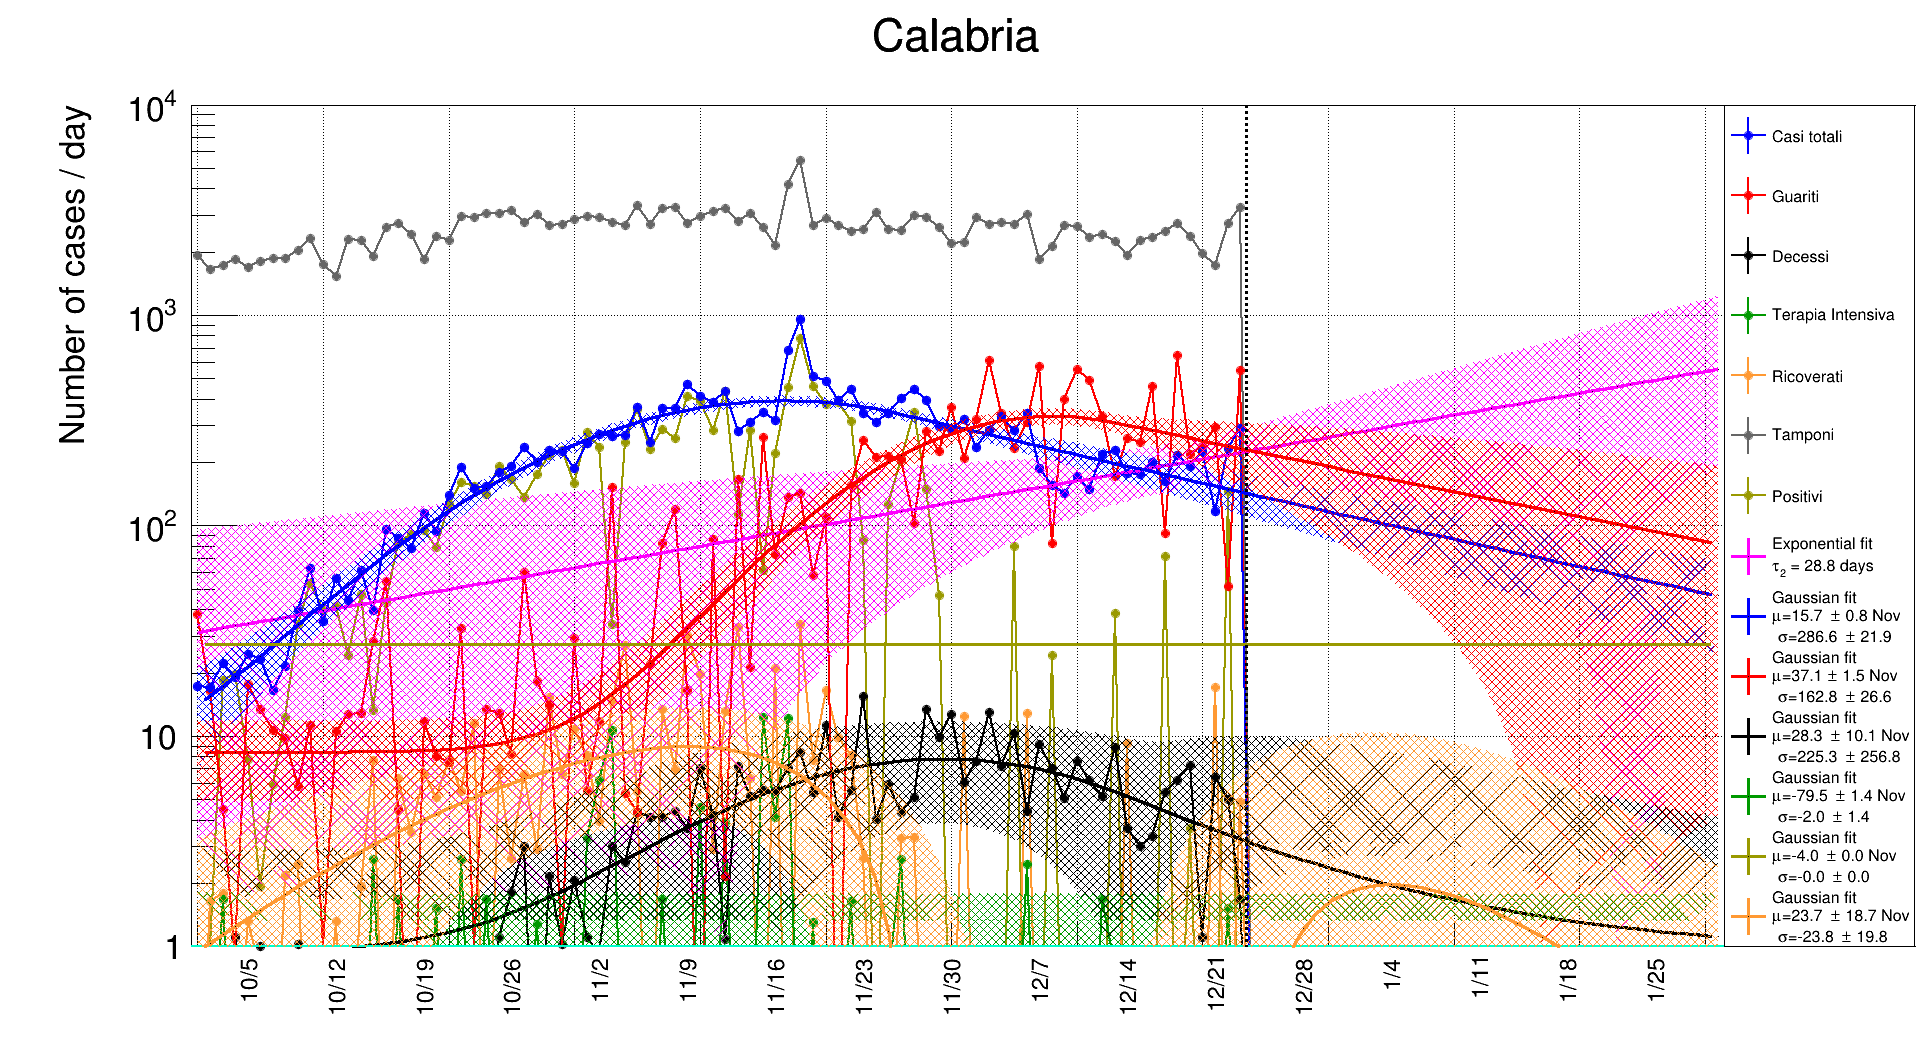 Calabria
Number of cases / day
10⁴
10³
10²
10
1
10/5
10/12
10/19
10/26
11/2
11/9
11/16
11/23
11/30
12/7
12/14
12/21
12/28
1/4
1/11
1/18
1/25
Casi totali
Guariti
Decessi
Terapia Intensiva
Ricoverati
Tamponi
Positivi
Exponential fit
τ₂ = 28.8 days
Gaussian fit
μ=15.7 ± 0.8 Nov
σ=286.6 ± 21.9
Gaussian fit
μ=37.1 ± 1.5 Nov
σ=162.8 ± 26.6
Gaussian fit
μ=28.3 ± 10.1 Nov
σ=225.3 ± 256.8
Gaussian fit
μ=-79.5 ± 1.4 Nov
σ=-2.0 ± 1.4
Gaussian fit
μ=-4.0 ± 0.0 Nov
σ=-0.0 ± 0.0
Gaussian fit
μ=23.7 ± 18.7 Nov
σ=-23.8 ± 19.8